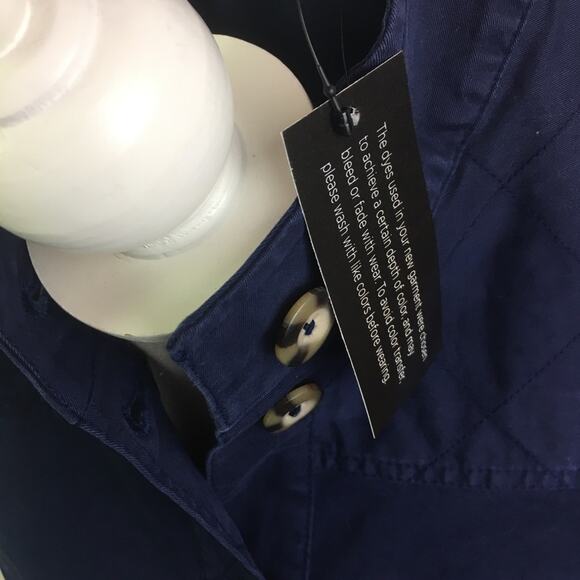 The dyes used in your new garment were chosen
to achieve a certain depth of color, and may
bleed or fade with wear. To avoid color transfer,
please wash with like colors before wearing.